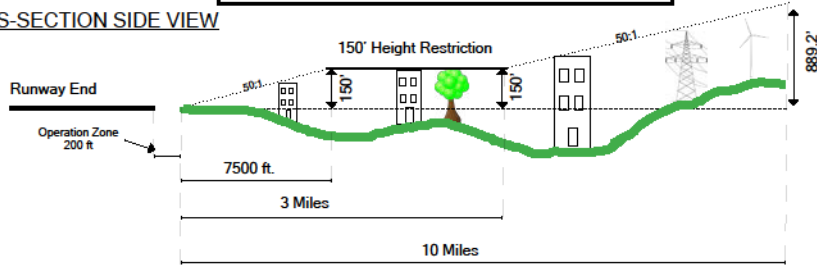 S-SECTION SIDE VIEW
150' Height Restriction
50:1
889.2'
Runway End
50:1
150'
150'
Operation Zone
200 ft
7500 ft.
3 Miles
10 Miles